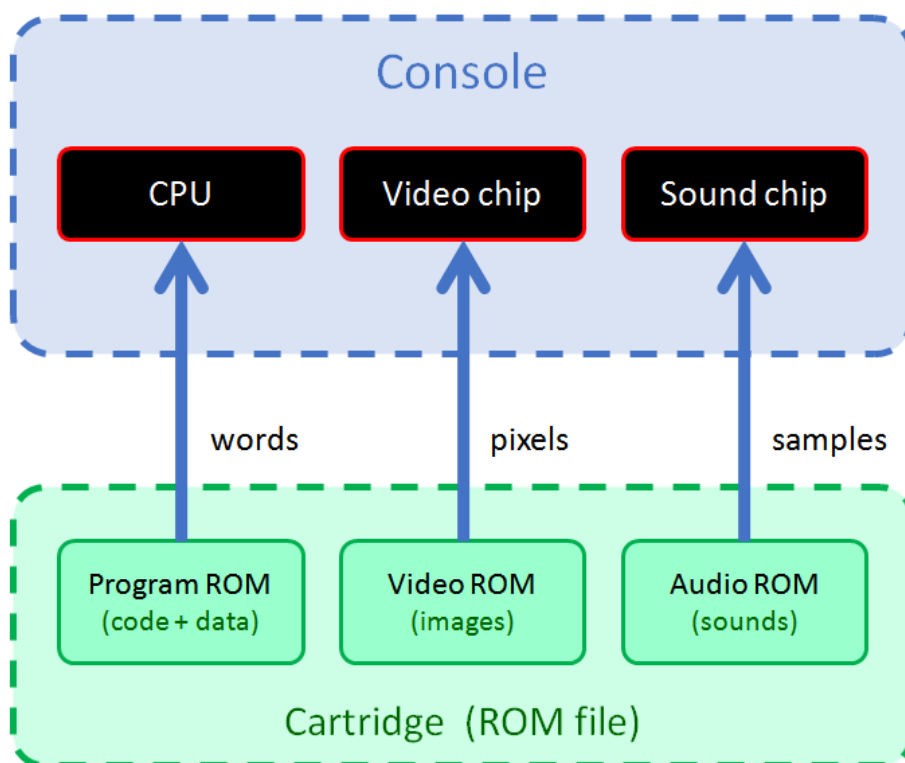 Console
CPU
Video chip
Sound chip
words
pixels
samples
Program ROM
(code + data)
Video ROM
(images)
Audio ROM
(sounds)
Cartridge (ROM file)